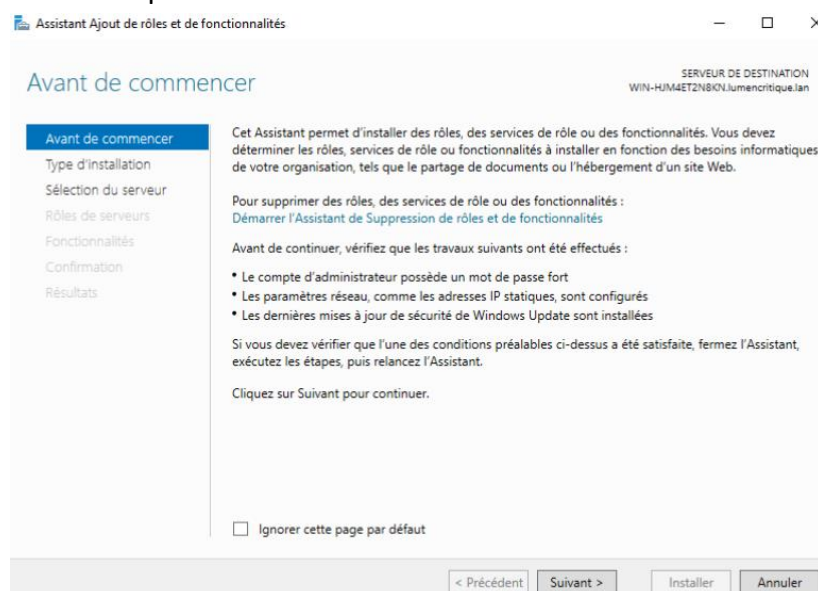 Assistant Ajout de rôles et de fonctionnalités
Avant de commencer
SERVEUR DE DESTINATION
WIN-HJM4ET2N8KN.lumencritique.lan
Avant de commencer
Type d'installation
Sélection du serveur
Rôles de serveurs
Fonctionnalités
Confirmation
Résultats
Cet Assistant permet d'installer des rôles, des services de rôle ou des fonctionnalités. Vous devez
déterminer les rôles, services de rôle ou fonctionnalités à installer en fonction des besoins informatiques
de votre organisation, tels que le partage de documents ou l'hébergement d'un site Web.
Pour supprimer des rôles, des services de rôle ou des fonctionnalités :
Démarrer l'Assistant de Suppression de rôles et de fonctionnalités
Avant de continuer, vérifiez que les travaux suivants ont été effectués :
• Le compte d'administrateur possède un mot de passe fort
• Les paramètres réseau, comme les adresses IP statiques, sont configurés
• Les dernières mises à jour de sécurité de Windows Update sont installées
Si vous devez vérifier que l'une des conditions préalables ci-dessus a été satisfaite, fermez l'Assistant,
exécutez les étapes, puis relancez l'Assistant.
Cliquez sur Suivant pour continuer.
Ignorer cette page par défaut
< Précédent
Suivant >
Installer
Annuler